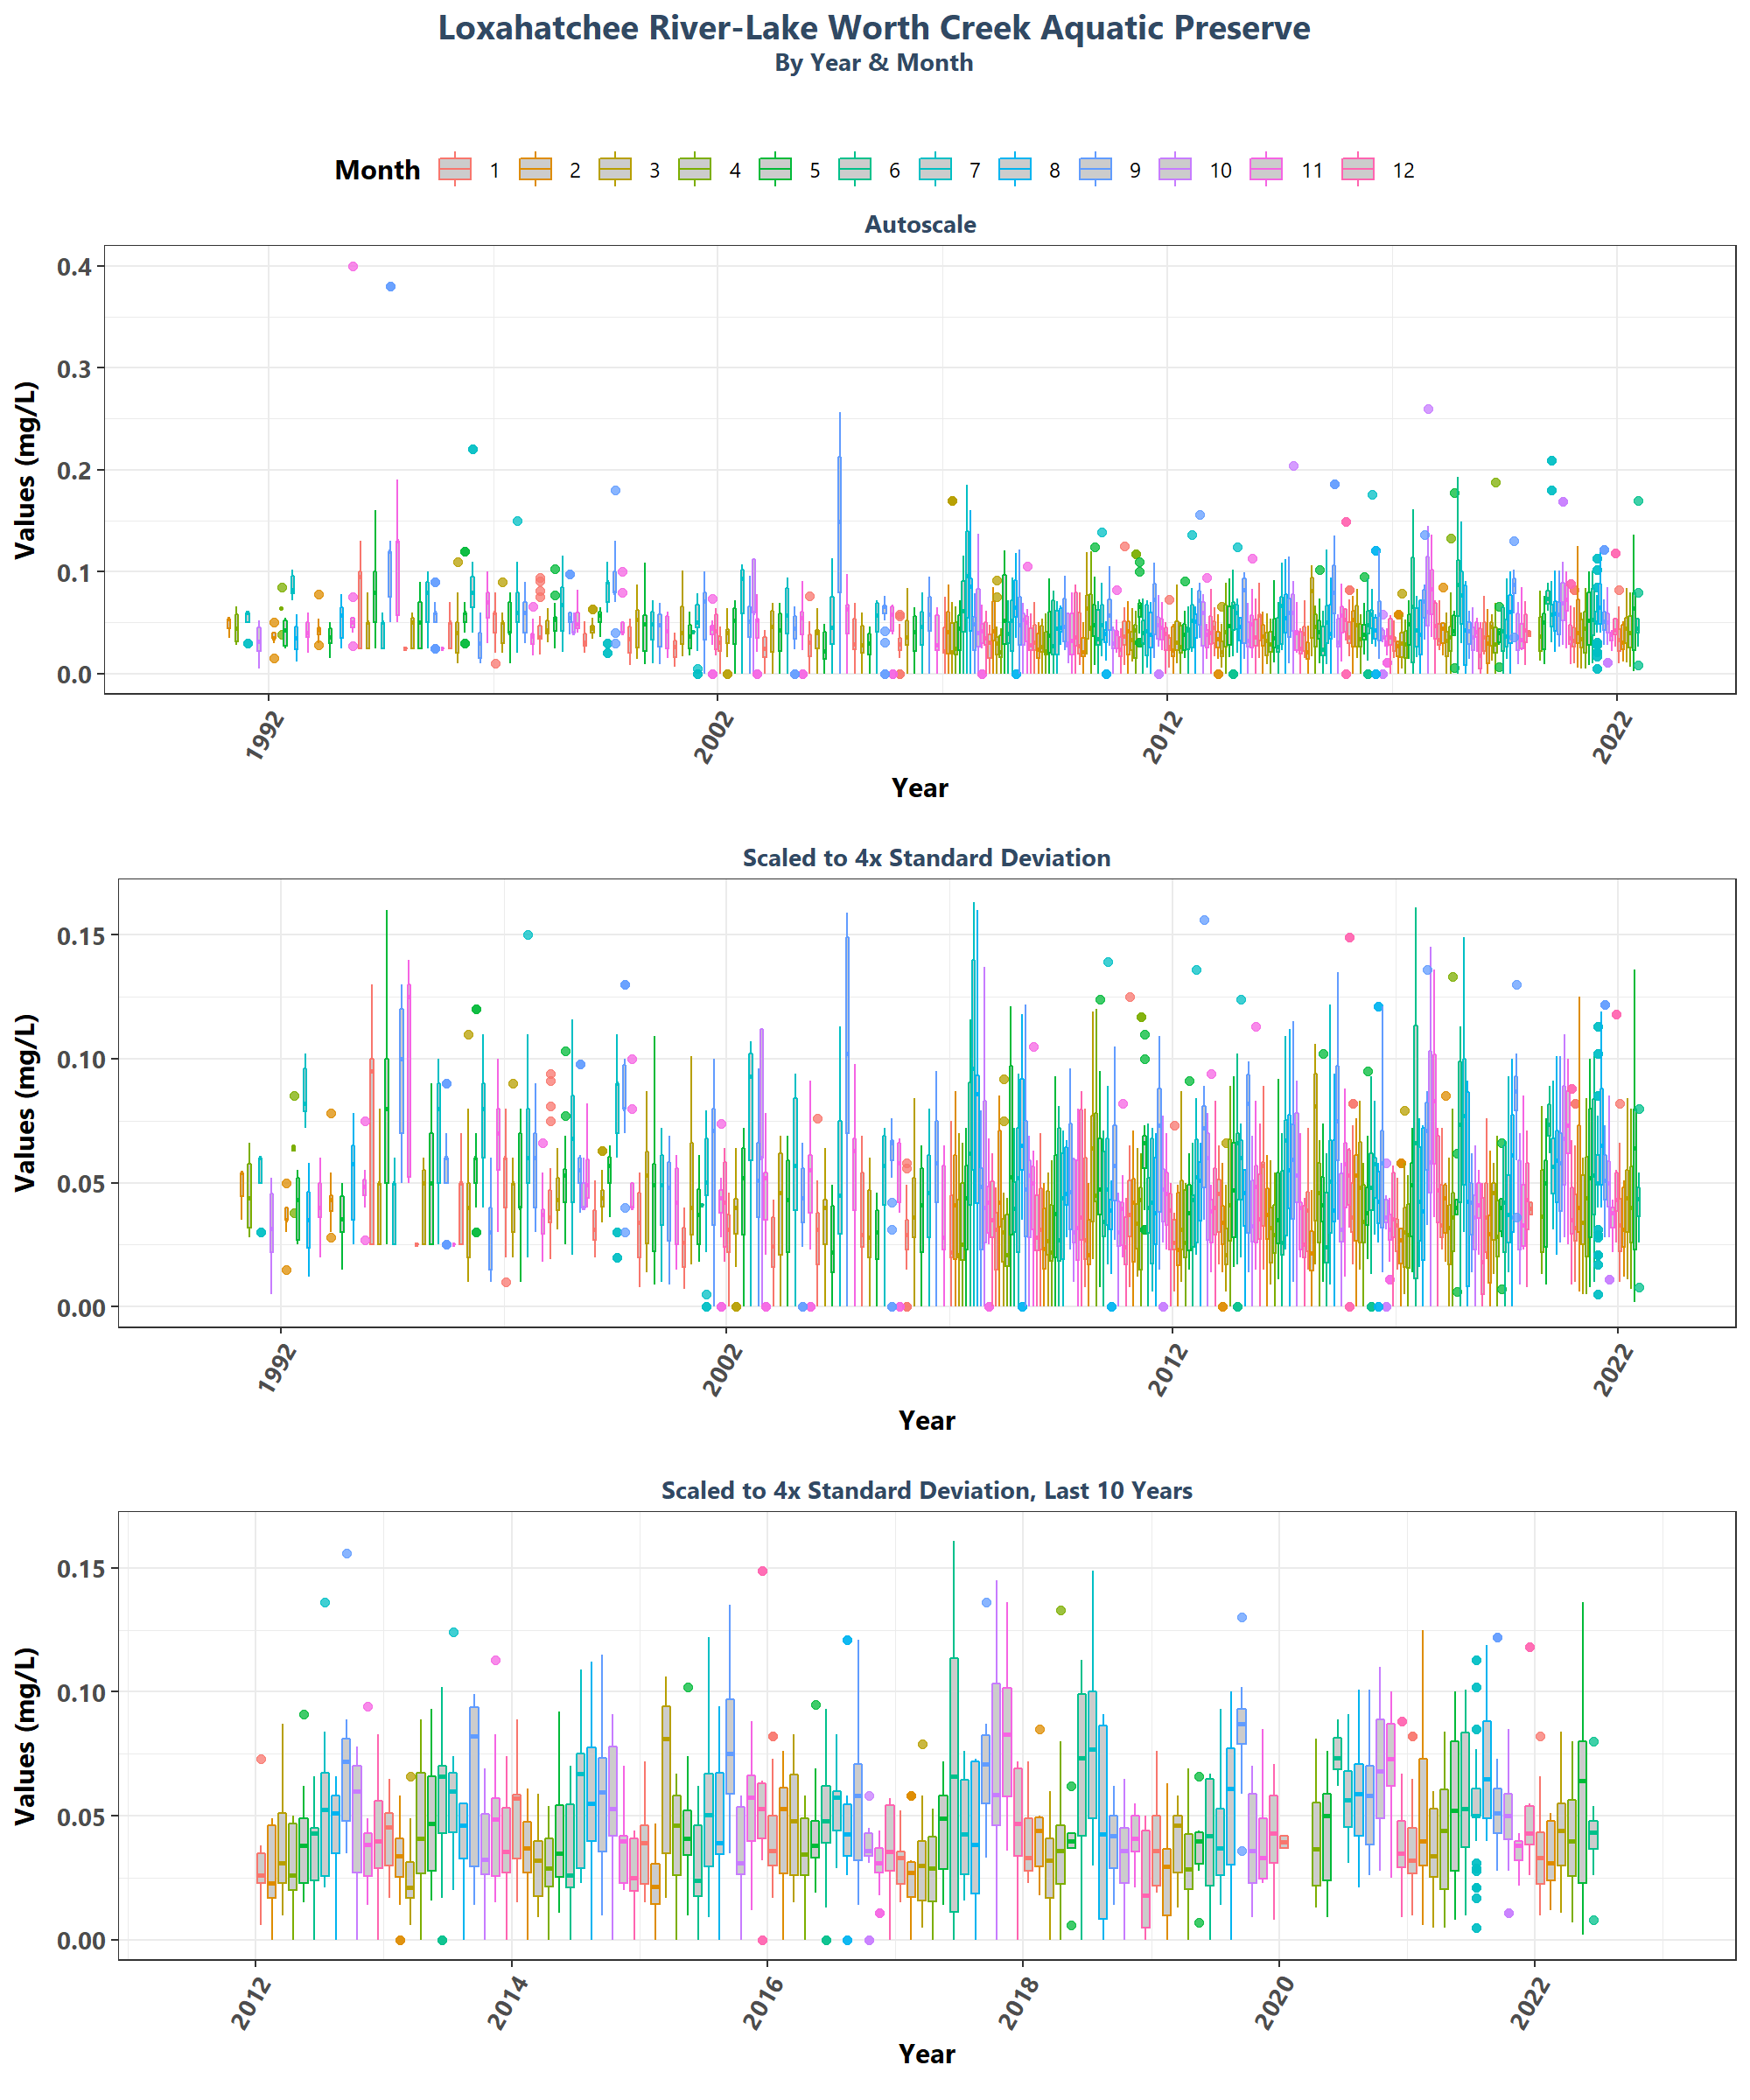 Loxahatchee River-Lake Worth Creek Aquatic Preserve
By Year & Month
Month 1 2 3 4 5 6 7 8 9 10 11 12
Autoscale
Values (mg/L)
0.4
0.3
0.2
0.1
0.0
1992 2002 2012 2022
Year
Scaled to 4x Standard Deviation
Values (mg/L)
0.15
0.10
0.05
0.00
1992 2002 2012 2022
Year
Scaled to 4x Standard Deviation, Last 10 Years
Values (mg/L)
0.15
0.10
0.05
0.00
2012 2014 2016 2018 2020 2022
Year